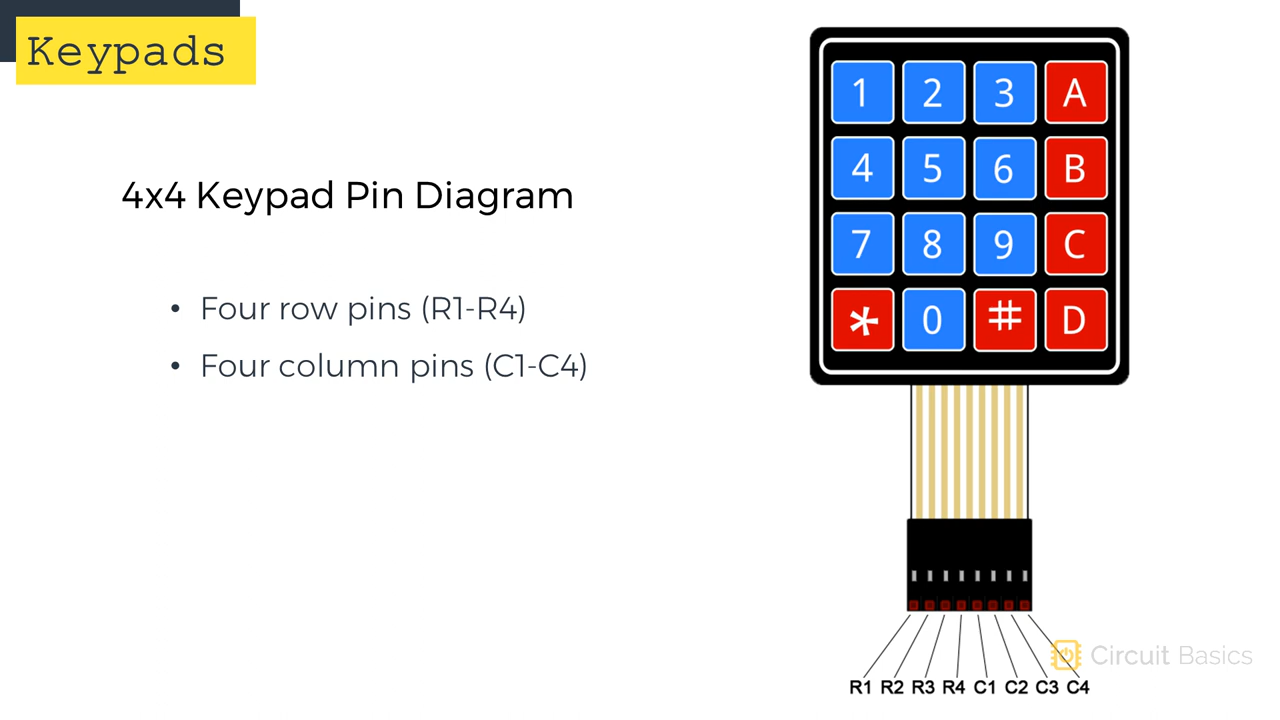 Keypads
4x4 Keypad Pin Diagram
• Four row pins (R1-R4)
• Four column pins (C1-C4)
1 2 3 A
4 5 6 B
7 8 9 C
* 0 # D
R1 R2 R3 R4 C1 C2 C3 C4
Circuit Basics